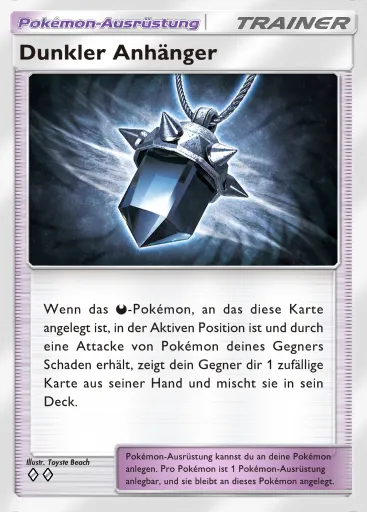 Pokémon-Ausrüstung
TRAINER
Dunkler Anhänger
Wenn das -Pokémon, an das diese Karte
angelegt ist, in der Aktiven Position ist und durch
eine Attacke von Pokémon deines Gegners
Schaden erhält, zeigt dein Gegner dir 1 zufällige
Karte aus seiner Hand und mischt sie in sein
Deck.
Illustr. Toyste Beach
Pokémon-Ausrüstung kannst du an deine Pokémon
anlegen. Pro Pokémon ist 1 Pokémon-Ausrüstung
anlegbar, und sie bleibt an dieses Pokémon angelegt.